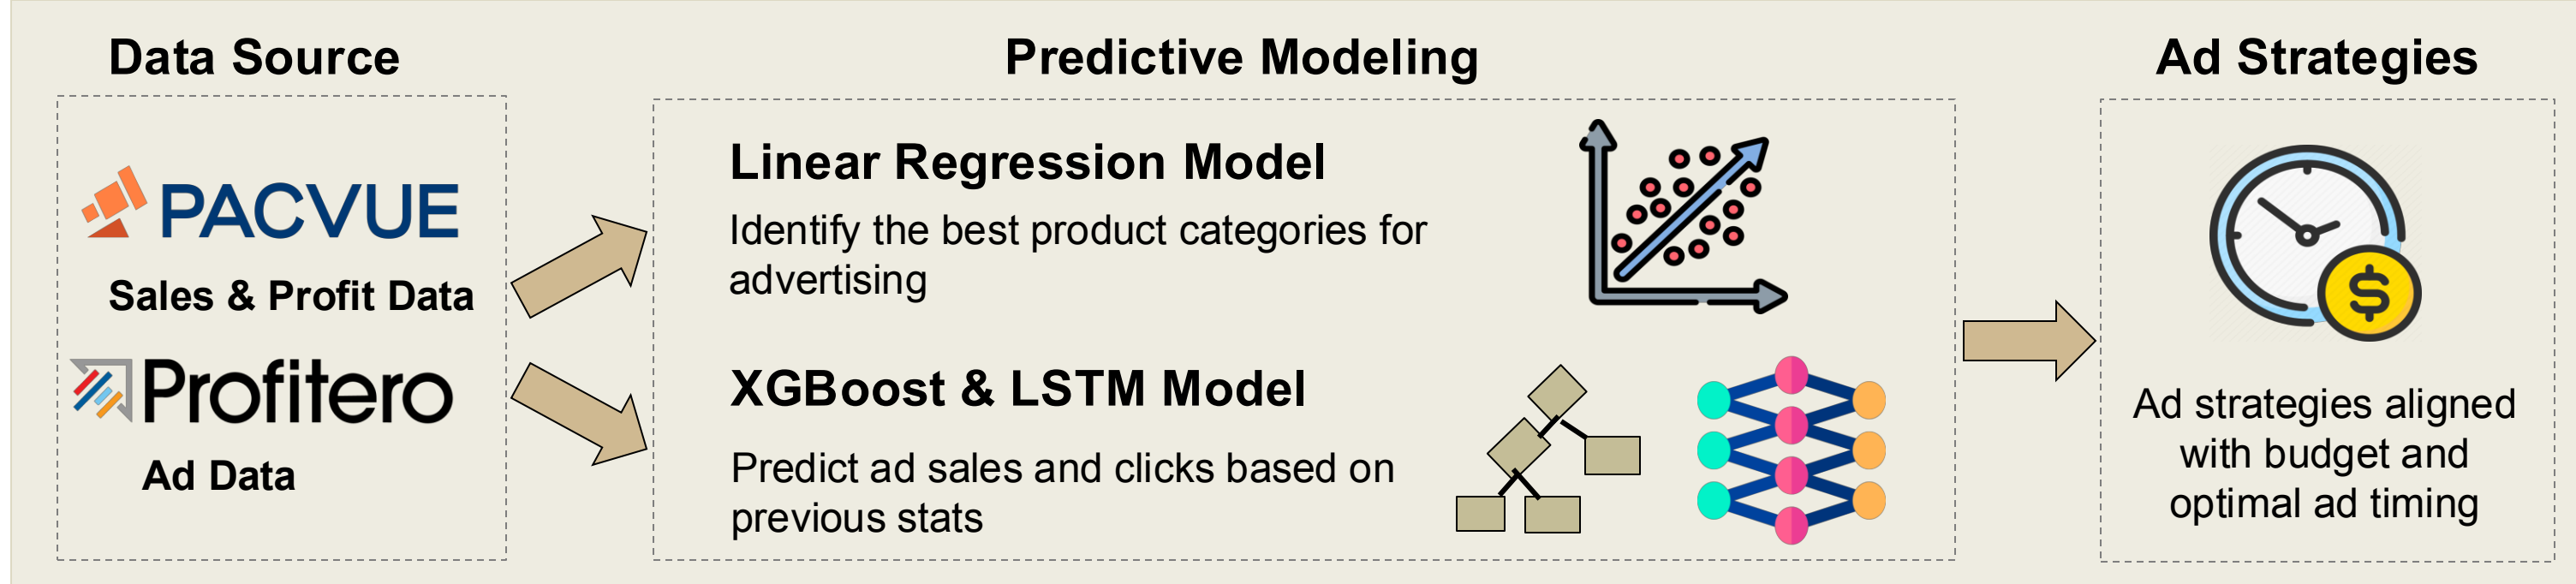 Data Source
PACVUE
Sales & Profit Data
Profitero
Ad Data
Predictive Modeling
Linear Regression Model
Identify the best product categories for
advertising
XGBoost & LSTM Model
Predict ad sales and clicks based on
previous stats
Ad Strategies
$
Ad strategies aligned
with budget and
optimal ad timing